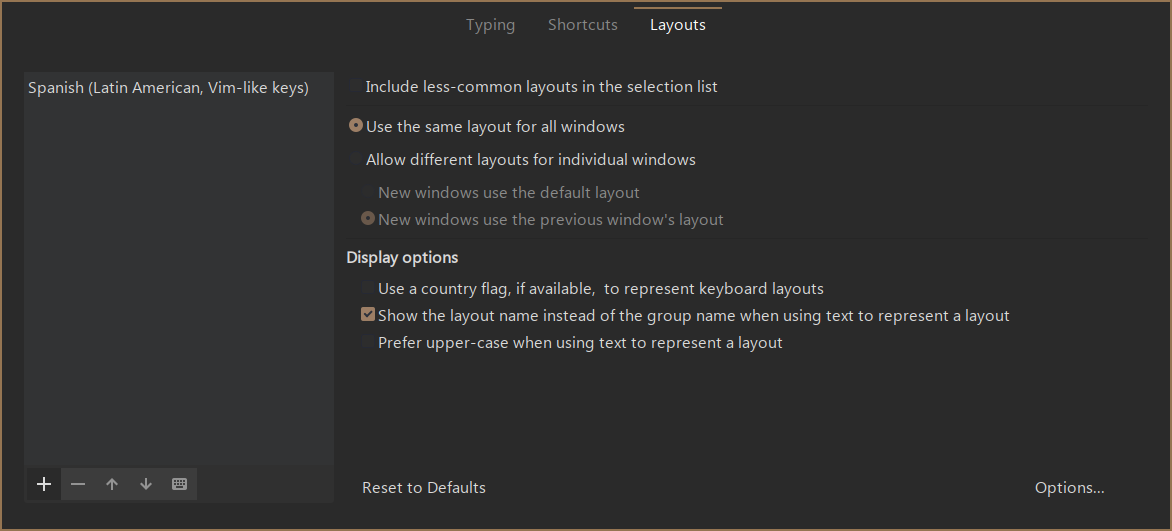 Typing Shortcuts Layouts
Spanish (Latin American, Vim-like keys)
Include less-common layouts in the selection list
Use the same layout for all windows
Allow different layouts for individual windows
New windows use the default layout
New windows use the previous window's layout
Display options
Use a country flag, if available,  to represent keyboard layouts
Show the layout name instead of the group name when using text to represent a layout
Prefer upper-case when using text to represent a layout
Reset to Defaults Options...